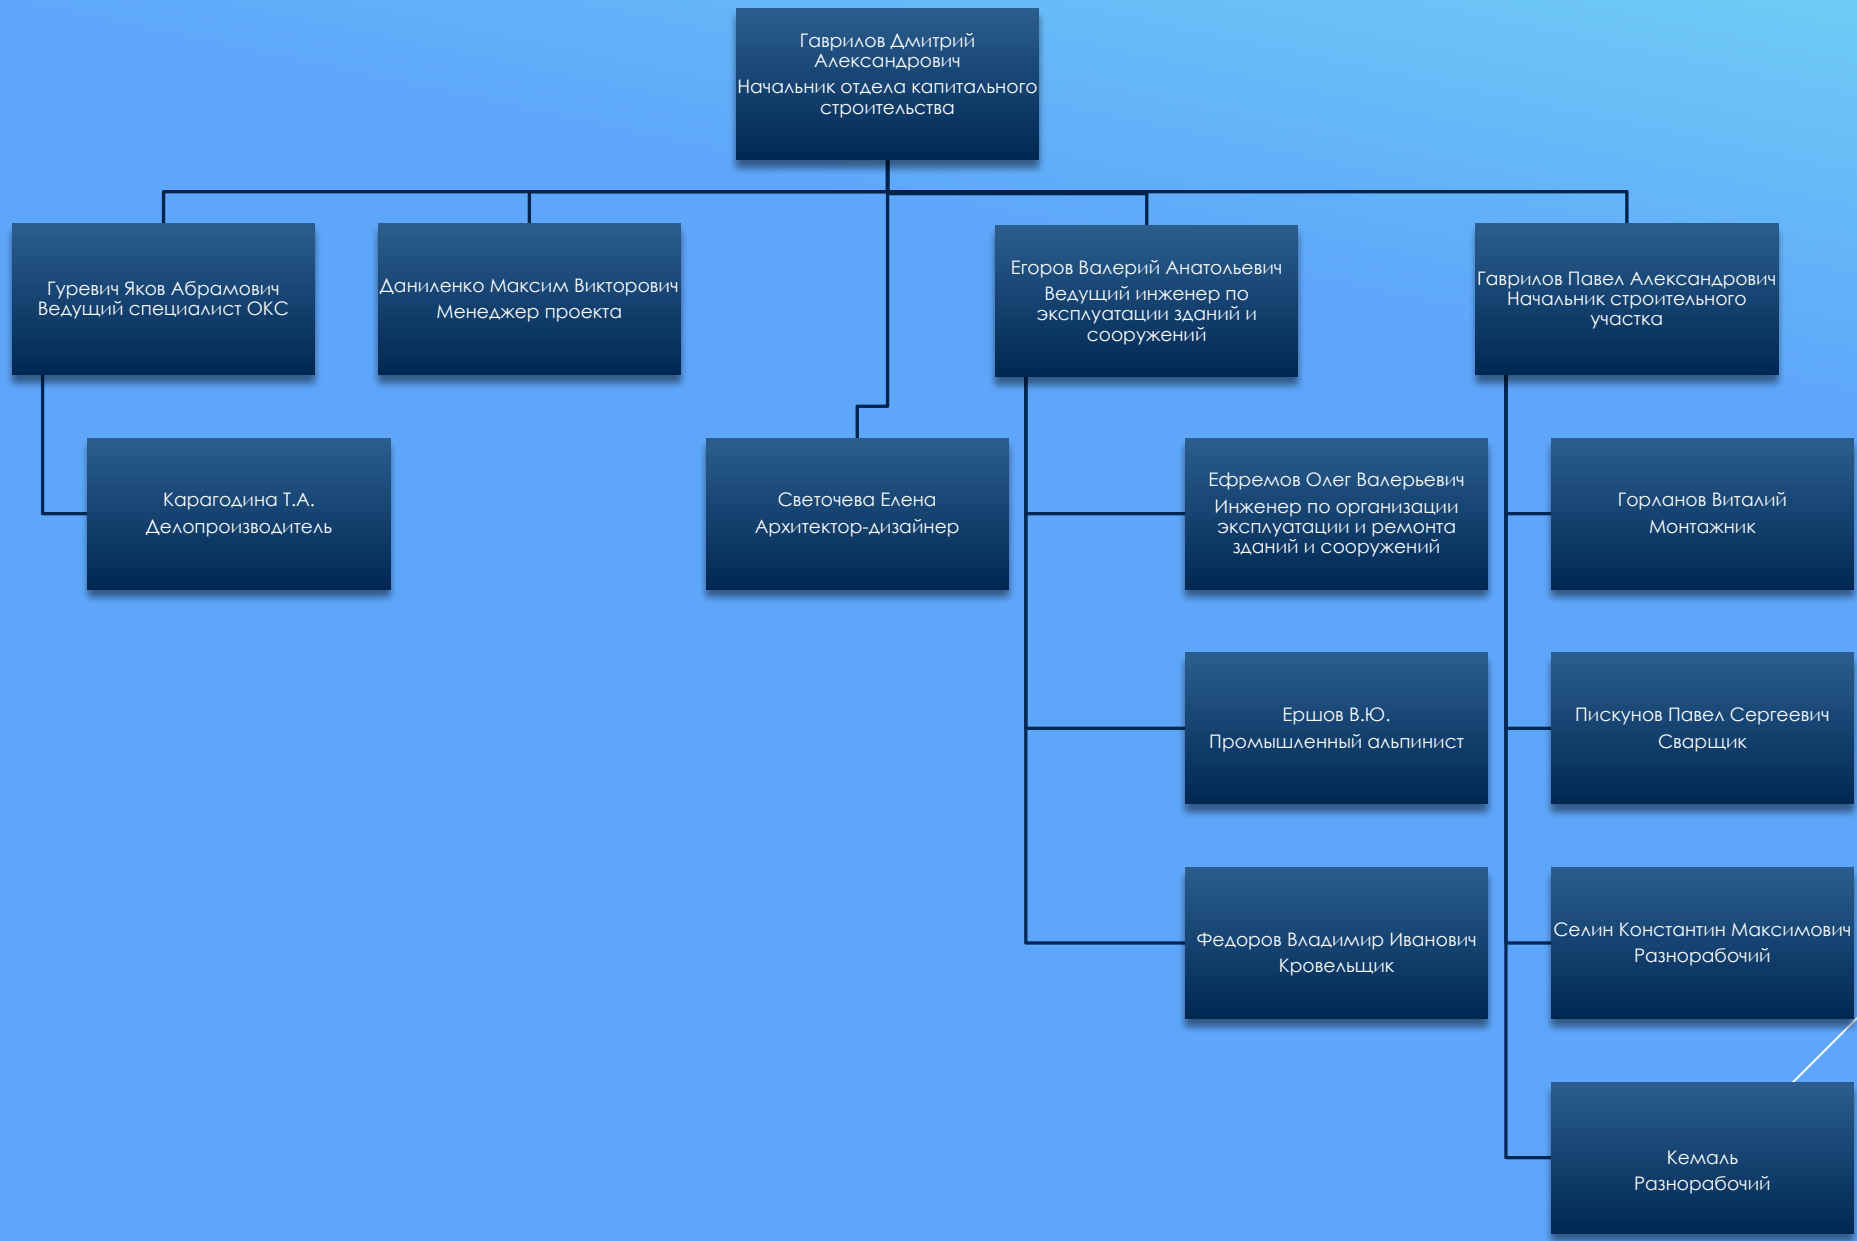 Гаврилов Дмитрий
Александрович
Начальник отдела капитального
строительства
Гуревич Яков Абрамович
Ведущий специалист ОКС
Даниленко Максим Викторович
Менеджер проекта
Егоров Валерий Анатольевич
Ведущий инженер по
эксплуатации зданий и
сооружений
Гаврилов Павел Александрович
Начальник строительного
участка
Карагодина Т.А.
Делопроизводитель
Светочева Елена
Архитектор-дизайнер
Ефремов Олег Валерьевич
Инженер по организации
эксплуатации и ремонта
зданий и сооружений
Горланов Виталий
Монтажник
Ершов В.Ю.
Промышленный альпинист
Пискунов Павел Сергеевич
Сварщик
Федоров Владимир Иванович
Кровельщик
Селин Константин Максимович
Разнорабочий
Кемаль
Разнорабочий